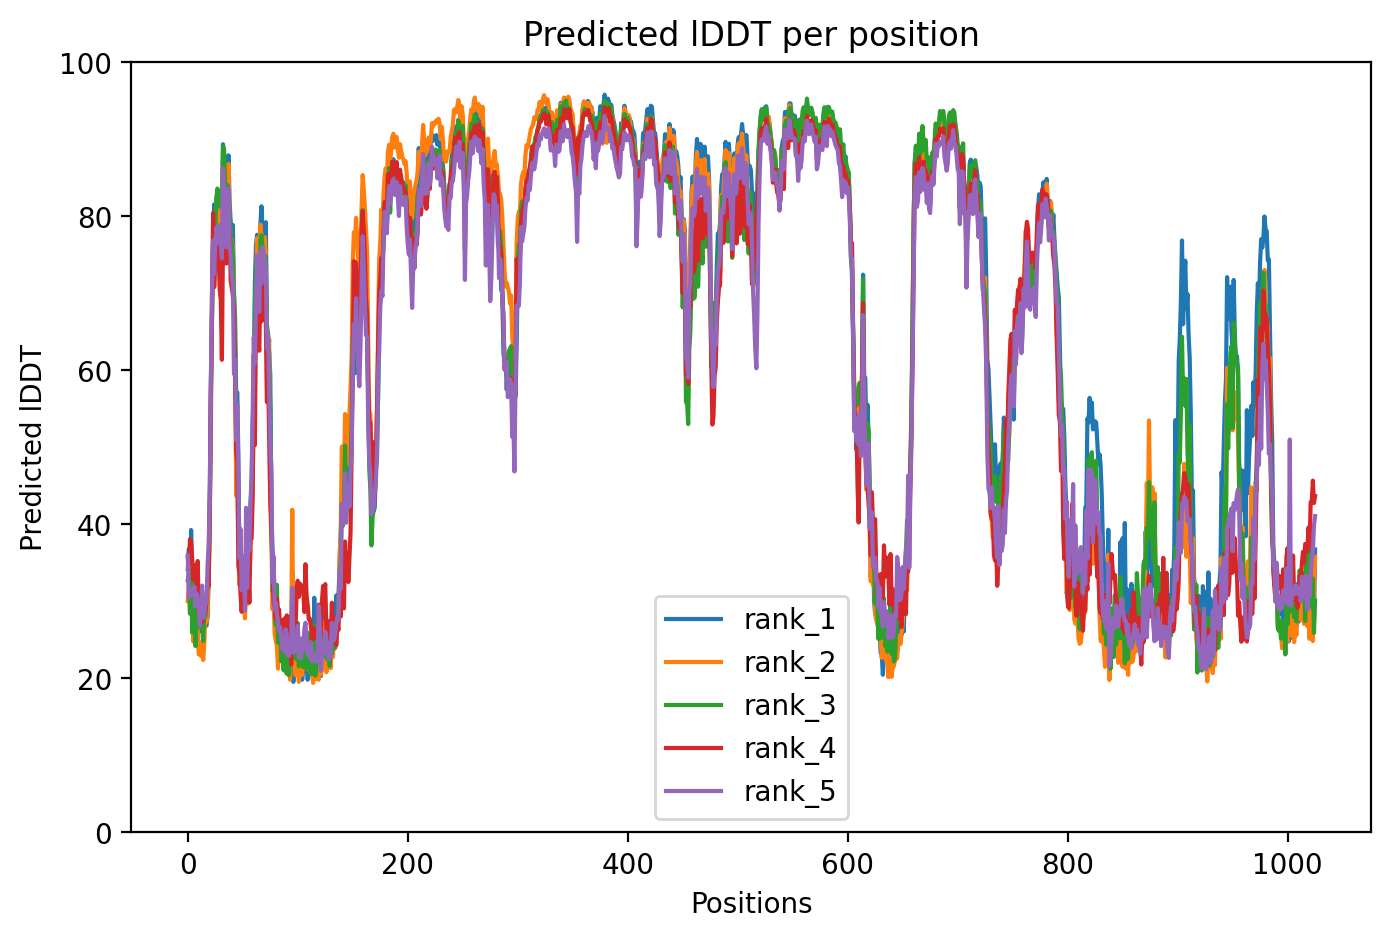 Predicted lDDT per position
100
80
60
40
20
0
Predicted lDDT
rank_1
rank_2
rank_3
rank_4
rank_5
0 200 400 600 800 1000
Positions